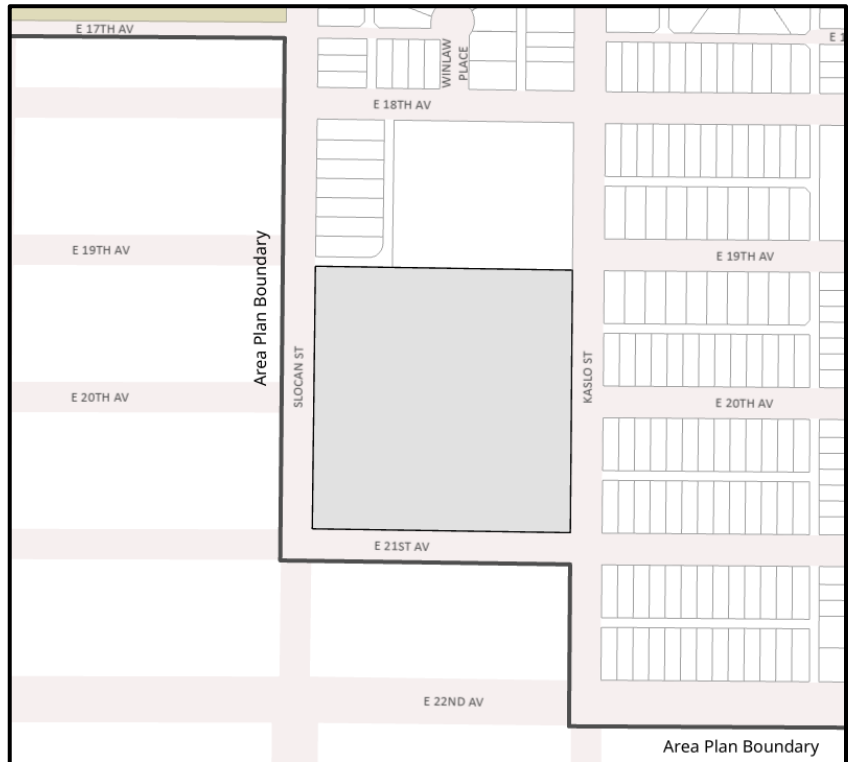 E 17TH AV
WINLAW
PLACE
E 18TH AV
E 19TH AV
E 19TH AV
Area Plan Boundary
SLOCAN ST
KASLO ST
E 20TH AV
E 20TH AV
E 21ST AV
E 22ND AV
Area Plan Boundary